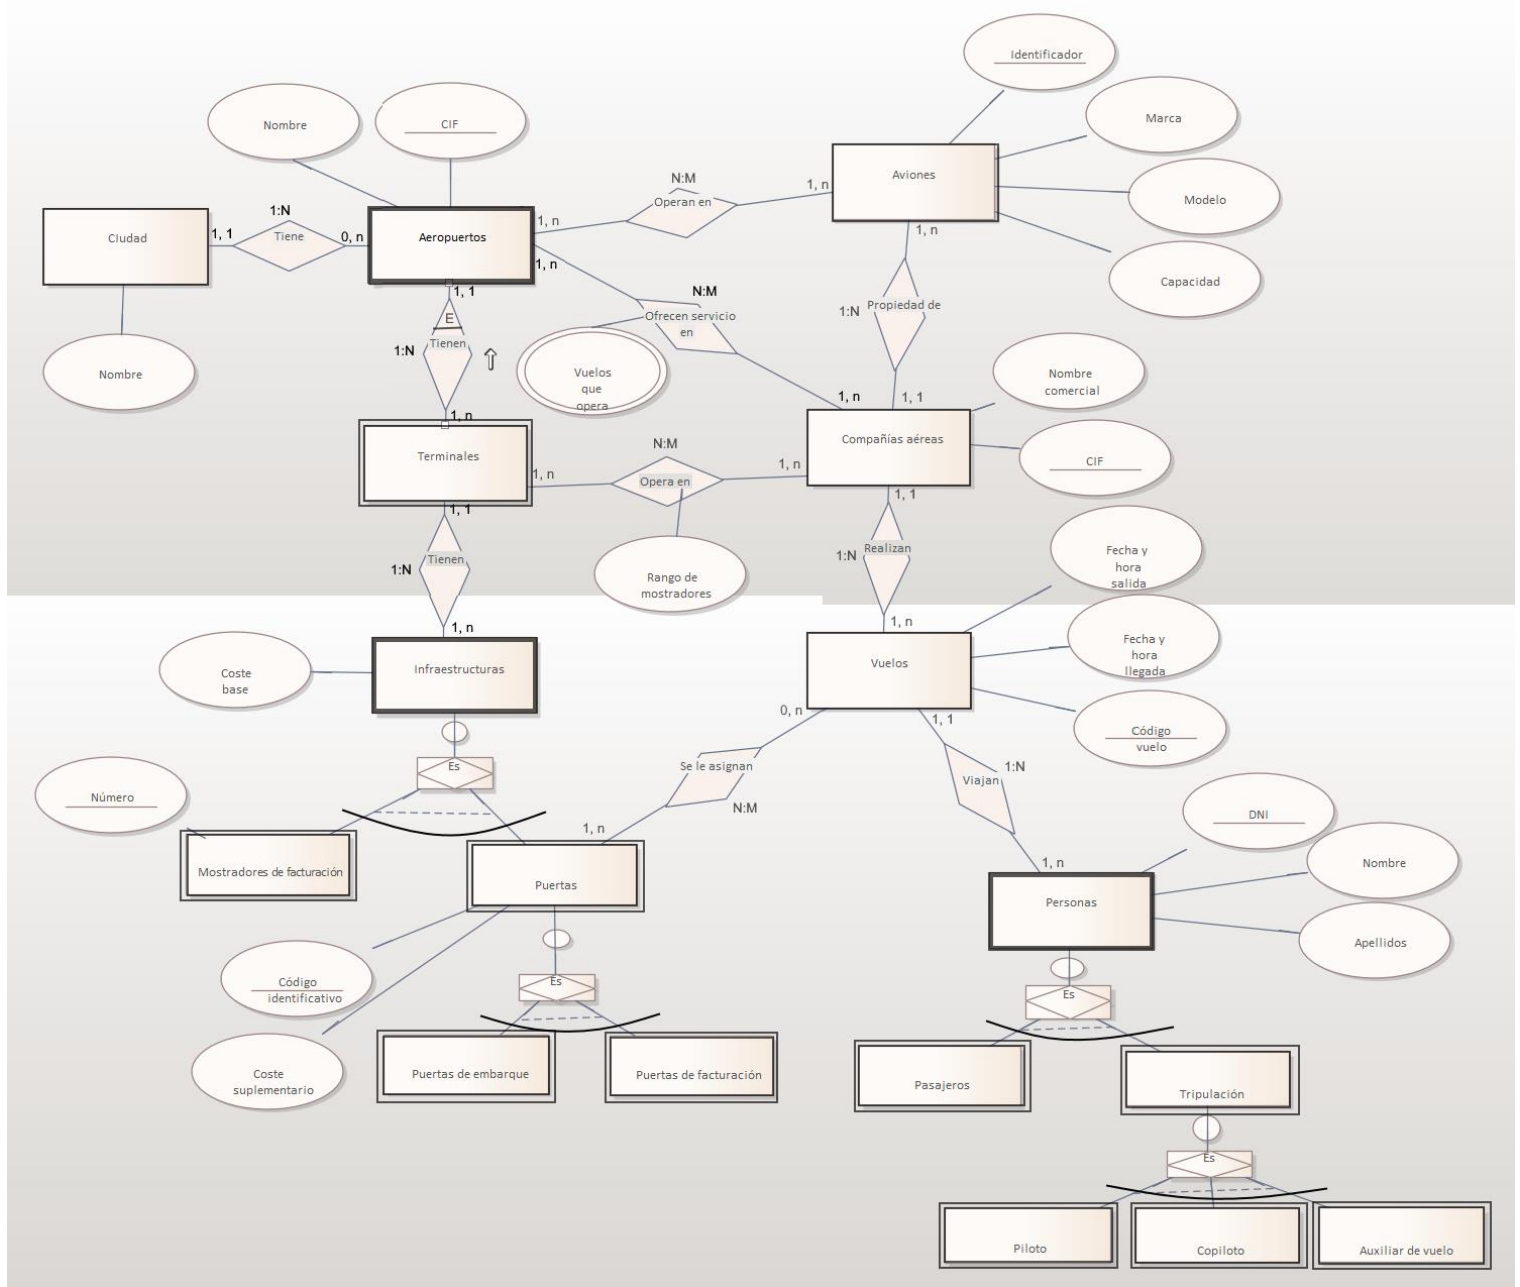 Identificador
Nombre
CIF
Marca
Aviones
N:M
1, n
Operan en
Modelo
1:N
Ciudad
1, 1
Tiene
0, n
Aeropuertos
1, n
1, n
1, n
Capacidad
1, 1
N:M
Propiedad de
1:N
E
Ofrecen servicio
en
Tienen
1:N
Nombre
Vuelos
que
opera
Nombre
comercial
1, n
1, 1
1, n
Compañías aéreas
N:M
Terminales
CIF
1, n
1, n
Opera en
1, 1
1, 1
Realizan
1:N
Tienen
1:N
Fecha y
hora
salida
Rango de
mostradores
1, n
1, n
Fecha y
hora
llegada
Coste
base
Infraestructuras
Vuelos
0, n
1, 1
Código
vuelo
Es
Se le asignan
1:N
Viajan
Número
N:M
DNI
1, n
1, n
Nombre
Mostradores de facturación
Puertas
Personas
Apellidos
Código
identificativo
Es
Es
Coste
suplementario
Puertas de embarque
Puertas de facturación
Pasajeros
Tripulación
Es
Piloto
Copiloto
Auxiliar de vuelo